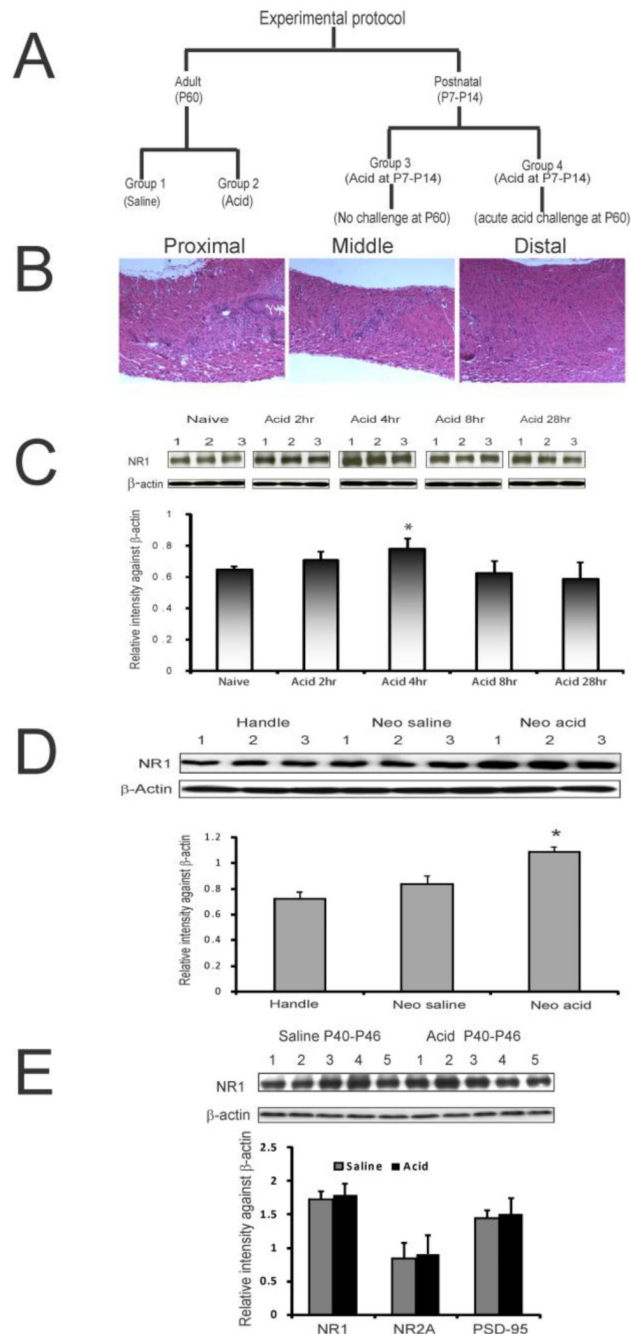 A
Experimental protocol
Adult
(P60)
Postnatal
(P7-P14)
Group 1
(Saline)
Group 2
(Acid)
Group 3
(Acid at P7-P14)
Group 4
(Acid at P7-P14)
(No challenge at P60)
(acute acid challenge at P60)
B
Proximal Middle Distal
C
Naive Acid 2hr Acid 4hr Acid 8hr Acid 28hr
1 2 3 1 2 3 1 2 3 1 2 3 1 2 3
NR1
β-actin
Relative intensity against β-actin
1
0.8
0.6
0.4
0.2
0
*
Naive Acid 2hr Acid 4hr Acid 8hr Acid 28hr
D
Handle Neo saline Neo acid
1 2 3 1 2 3 1 2 3
NR1
β-Actin
Relative intensity against β-actin
1.2
1
0.8
0.6
0.4
0.2
0
*
Handle Neo saline Neo acid
E
Saline P40-P46 Acid P40-P46
1 2 3 4 5 1 2 3 4 5
NR1
β-actin
Relative intensity against β-actin
2.5
2
1.5
1
0.5
0
Saline Acid
NR1 NR2A PSD-95